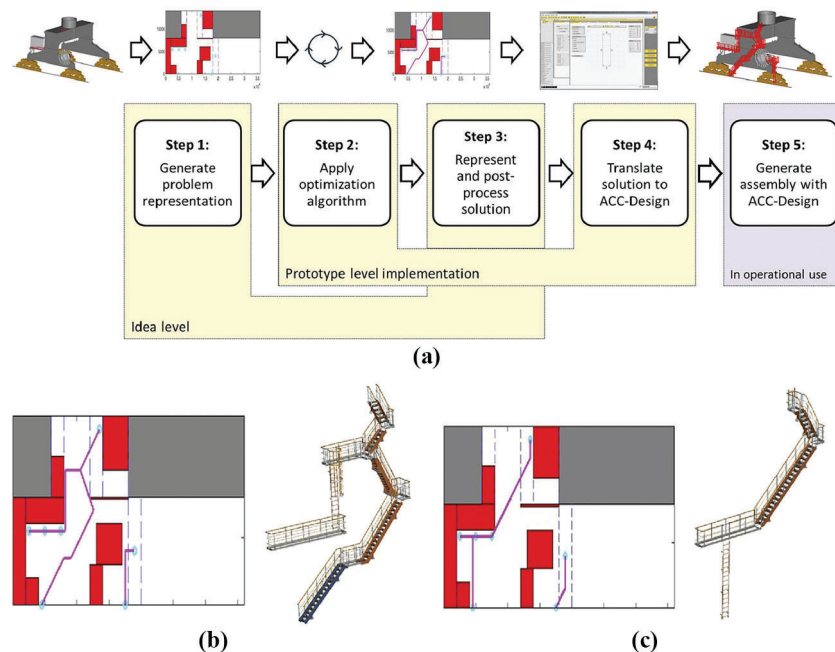 Step 1:
Generate
problem
representation
Step 2:
Apply
optimization
algorithm
Step 3:
Represent
and post-
process
solution
Step 4:
Translate
solution to
ACC-Design
Step 5:
Generate
assembly with
ACC-Design
Prototype level implementation
In operational use
Idea level
(a)
(b)
(c)